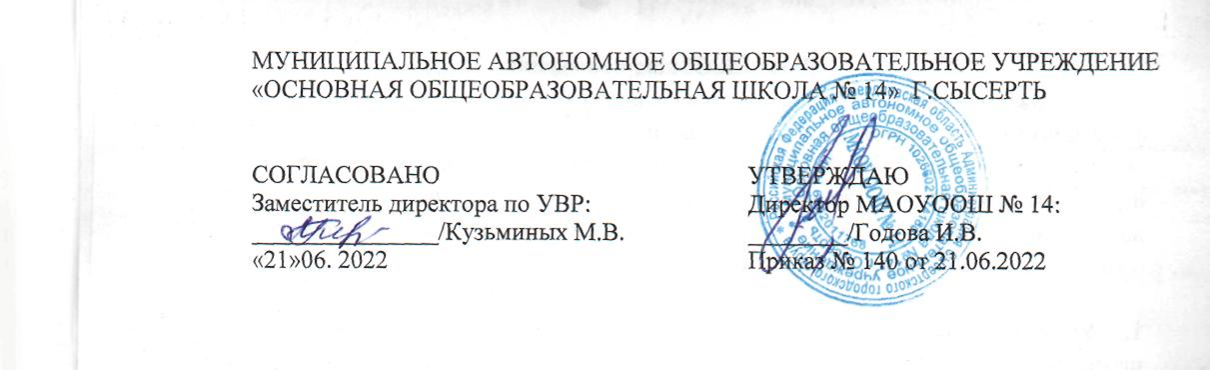 МУНИЦИПАЛЬНОЕ АВТОНОМНОЕ ОБЩЕОБРАЗОВАТЕЛЬНОЕ УЧРЕЖДЕНИЕ
«ОСНОВНАЯ ОБЩЕОБРАЗОВАТЕЛЬНАЯ ШКОЛА № 14» Г.СЫСЕРТЬ
СОГЛАСОВАНО
Заместитель директора по УВР:
/Кузьминых М.В.
«21»06. 2022
УТВЕРЖДАЮ
Директор МАОУООШ № 14:
/Годова И.В.
Приказ № 140 от 21.06.2022